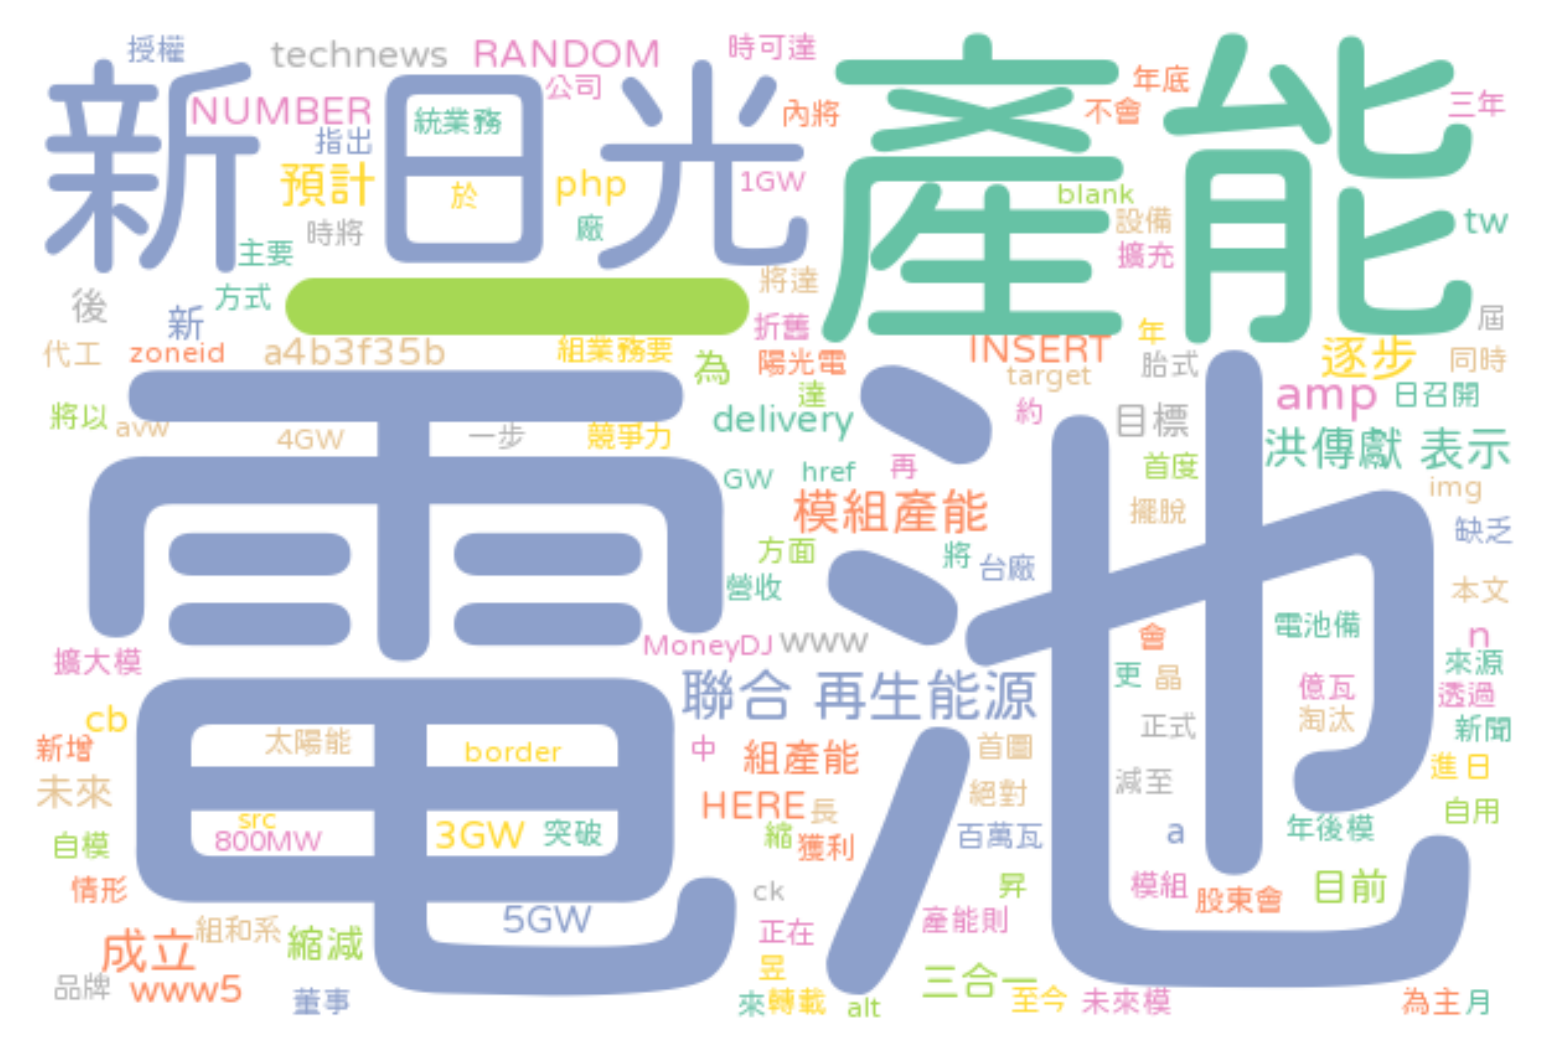 授權 technews RANDOM 時可達
新日光 產能
NUMBER 公司 年底
統業務 內將 不會 三年
指出
預計 於 php 1GW blank
時將 廠 設備 tw
主要 擴充
後 方式 一 將達
新 折舊 年 屆
代工 zoneid a4b3f35b 組業務要 為 陽光電 INSERT 胎式 逐步 同時
target
達 amp 日召開
將以 avw 4GW 一步 競爭力 delivery 約 目標
電池
洪傳獻 表示
GW href 再 首度
img
模組產能 擺脫
缺乏
方面 將 台廠
營收 本文
MoneyDJ www 會 電池備 n
擴大模 來源
聯合 再生能源 更 晶 億瓦 透過
cb 正式 淘汰 新聞
新增 太陽能 border 中 組產能 首圖 進 日
未來 減至
HERE 長 絕對 自用
src
800MW 3GW 突破 縮 獲利 百萬瓦 a 年後模
自模
情形 ck 昇 模組 股東會 目前
5GW 產能則
組和系 縮減 正在
成立 昱 三合一
品牌 www5 董事 來 轉載 alt 至今 未來模 為主 月